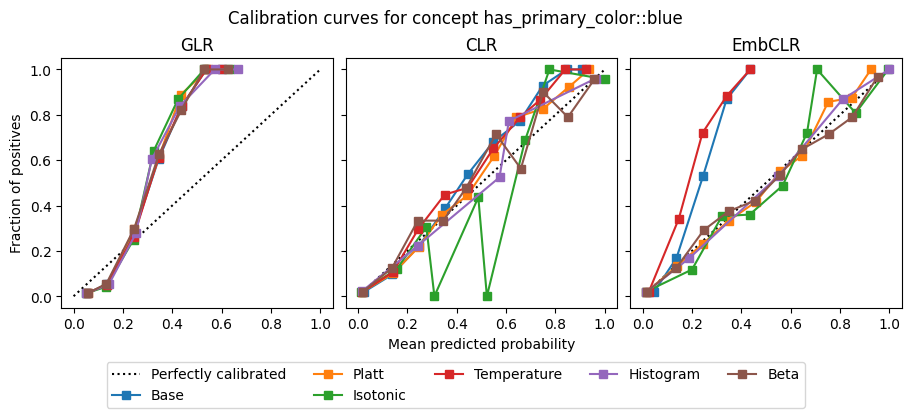 Calibration curves for concept has_primary_color::blue
GLR
CLR
EmbCLR
Fraction of positives
1.0
0.8
0.6
0.4
0.2
0.0
0.0 0.2 0.4 0.6 0.8 1.0
0.0 0.2 0.4 0.6 0.8 1.0
0.0 0.2 0.4 0.6 0.8 1.0
Mean predicted probability
Perfectly calibrated
Base
Platt
Isotonic
Temperature
Histogram
Beta